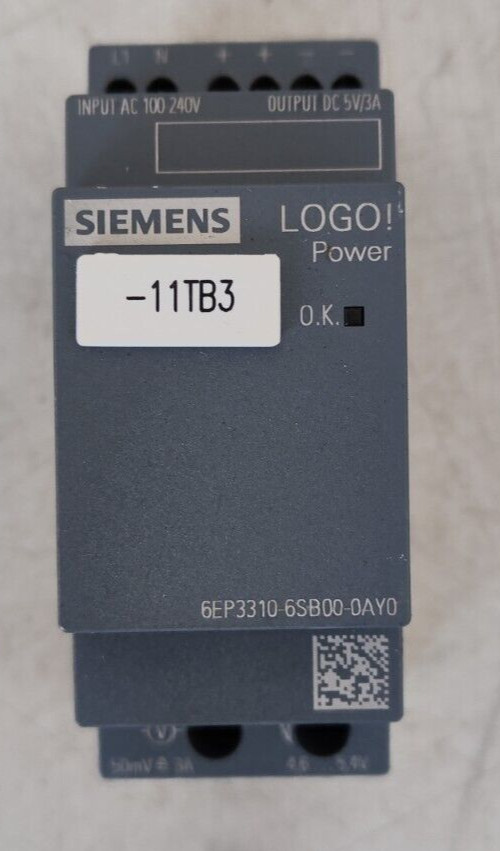 L1 N + + - -
INPUT AC 100 240V OUTPUT DC 5V/3A
SIEMENS LOGO!
Power
-11TB3
O.K.
6EP3310-6SB00-0AY0
V
50mV ≙ 3A 4.6 5.4V